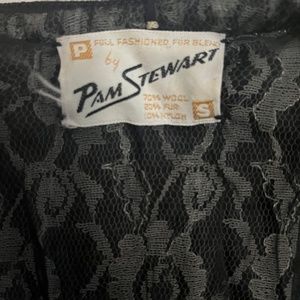 P FULL FASHIONED FUR BLEND
by
PAM STEWART
70% WOOL
20% FUR
10% NYLON
S